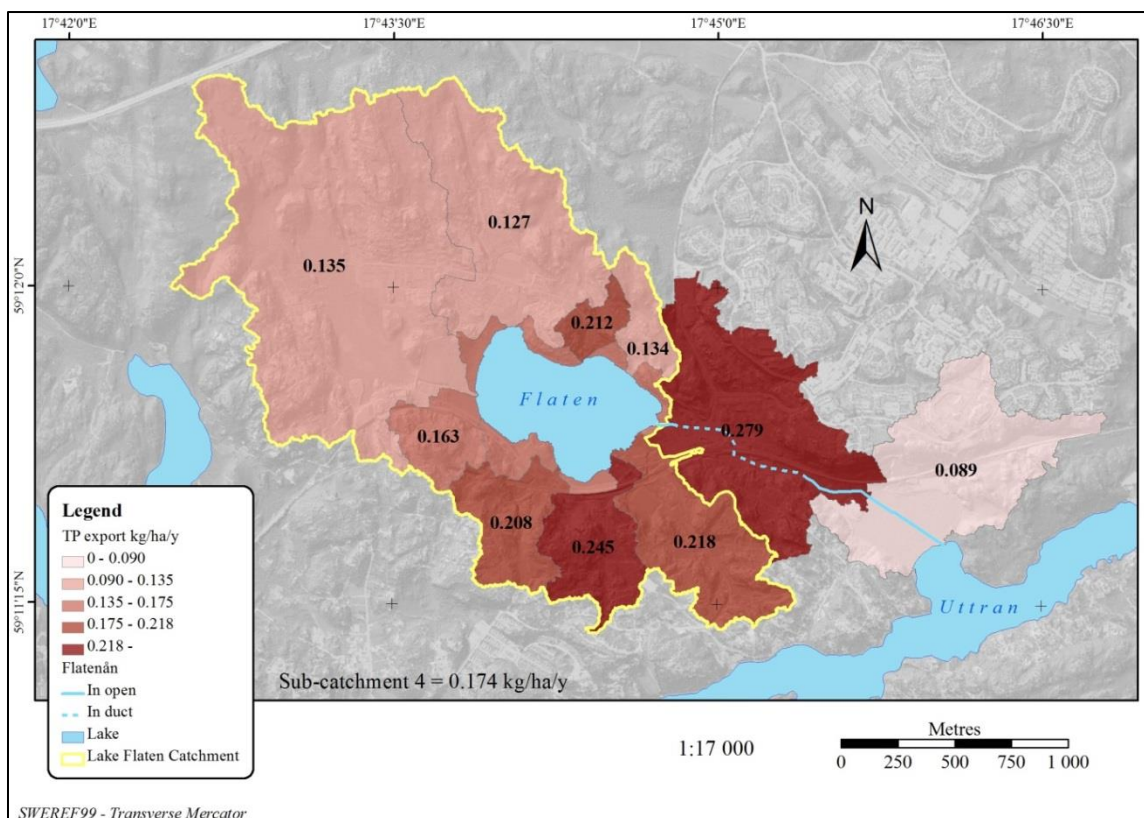 17°42'0"E
17°43'30"E
17°45'0"E
17°46'30"E
59°12'0"N
59°11'15"N
N
0.127
0.135
0.212
0.134
Flaten
0.279
0.163
0.089
0.208
0.245
0.218
Uttran
Legend
TP export kg/ha/y
0 - 0.090
0.090 - 0.135
0.135 - 0.175
0.175 - 0.218
0.218 -
Flatenån
In open
In duct
Lake
Lake Flaten Catchment
Sub-catchment 4 = 0.174 kg/ha/y
1:17 000
Metres
0 250 500 750 1 000
SWEREF99 - Transverse Mercator